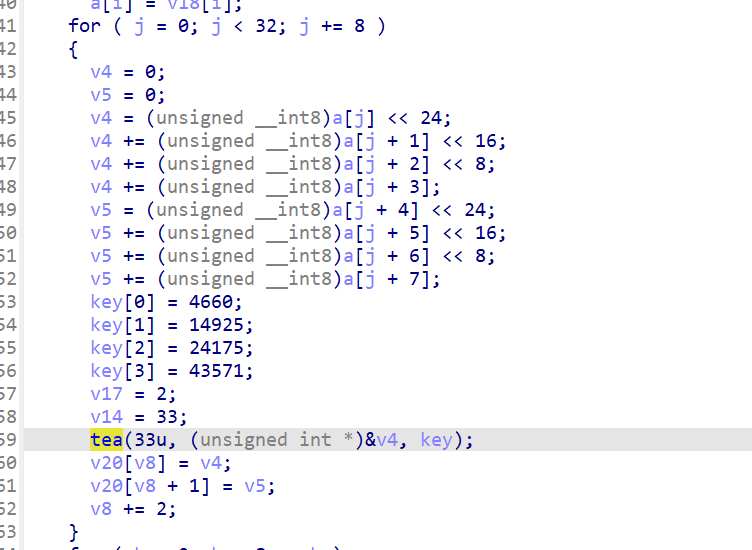 40 a[i] = v18[i];
41 for ( j = 0; j < 32; j += 8 )
42 {
43 v4 = 0;
44 v5 = 0;
45 v4 = (unsigned __int8)a[j] << 24;
46 v4 += (unsigned __int8)a[j + 1] << 16;
47 v4 += (unsigned __int8)a[j + 2] << 8;
48 v4 += (unsigned __int8)a[j + 3];
49 v5 = (unsigned __int8)a[j + 4] << 24;
50 v5 += (unsigned __int8)a[j + 5] << 16;
51 v5 += (unsigned __int8)a[j + 6] << 8;
52 v5 += (unsigned __int8)a[j + 7];
53 key[0] = 4660;
54 key[1] = 14925;
55 key[2] = 24175;
56 key[3] = 43571;
57 v17 = 2;
58 v14 = 33;
59 tea(33u, (unsigned int *)&v4, key);
50 v20[v8] = v4;
51 v20[v8 + 1] = v5;
52 v8 += 2;
53 }